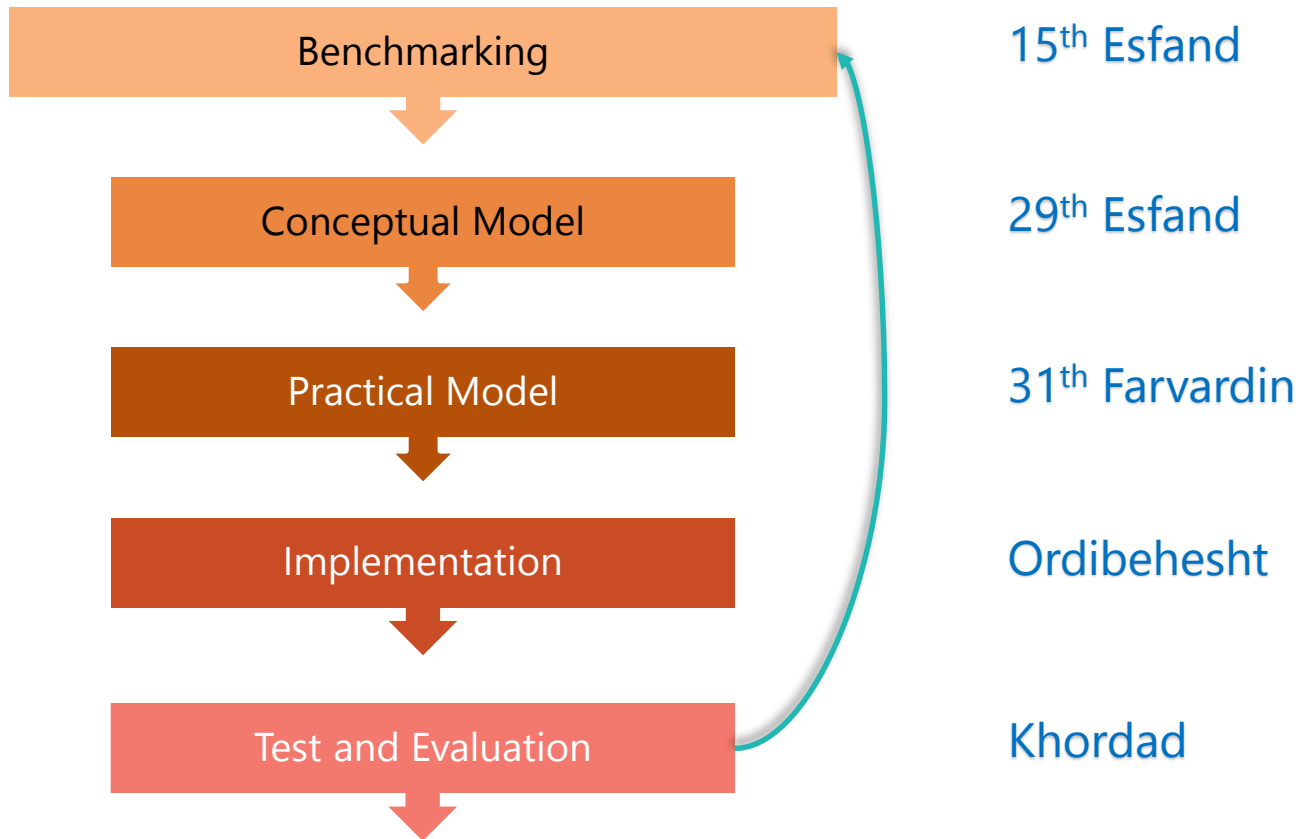 Benchmarking
15th Esfand
Conceptual Model
29th Esfand
Practical Model
31th Farvardin
Implementation
Ordibehesht
Test and Evaluation
Khordad